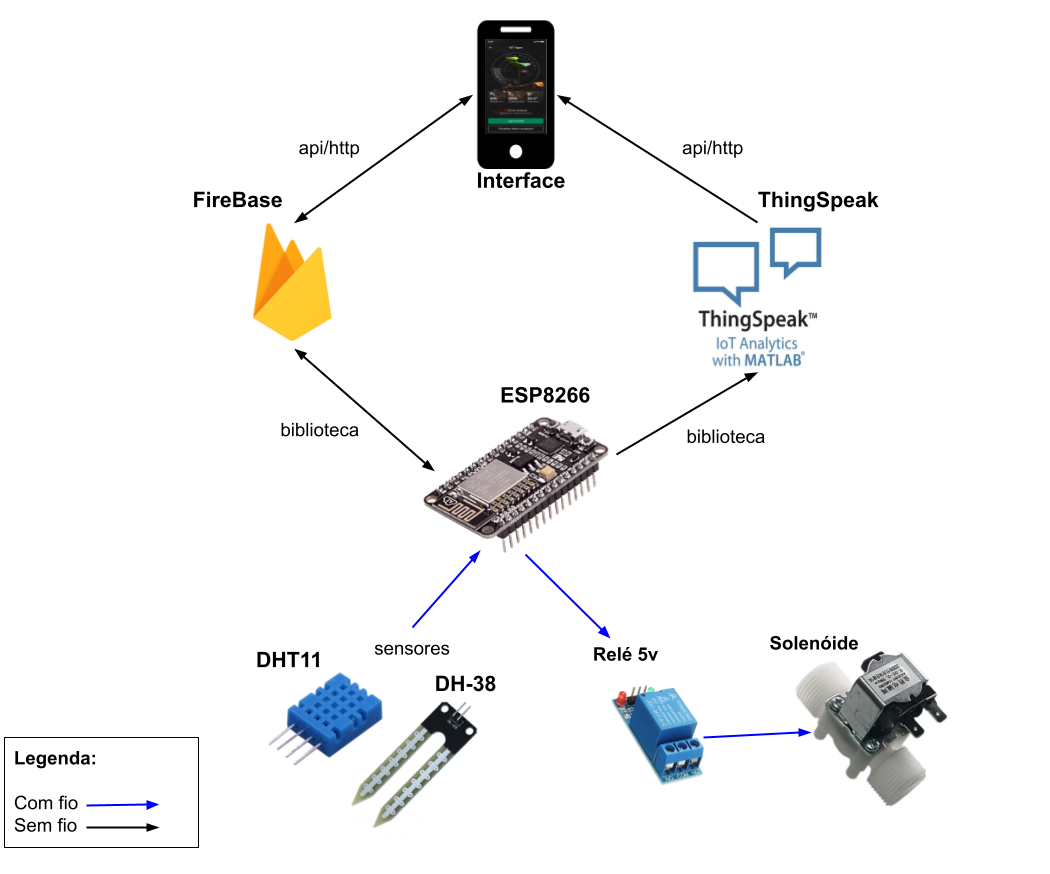 Interface
api/http
api/http
FireBase
ThingSpeak
ThingSpeak™
IoT Analytics
with MATLAB®
ESP8266
biblioteca
biblioteca
sensores
DHT11
DH-38
Relé 5v
Solenóide
Legenda:
Com fio
Sem fio